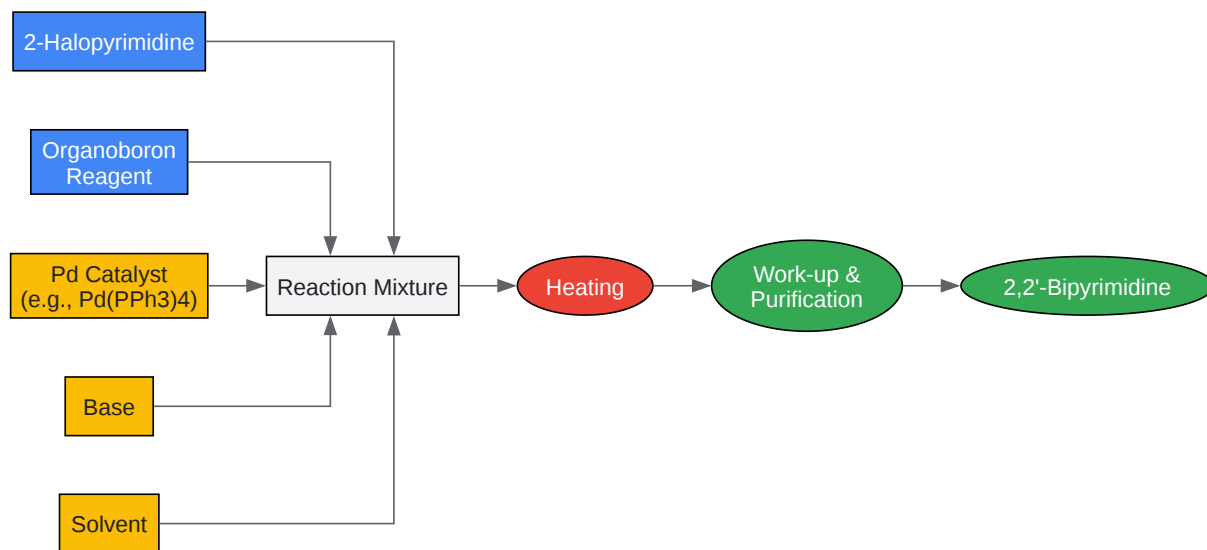 2-Halopyrimidine
Organoboron
Reagent
Pd Catalyst
(e.g., Pd(PPh3)4)
Base
Solvent
Reaction Mixture
Heating
Work-up &
Purification
2,2'-Bipyrimidine